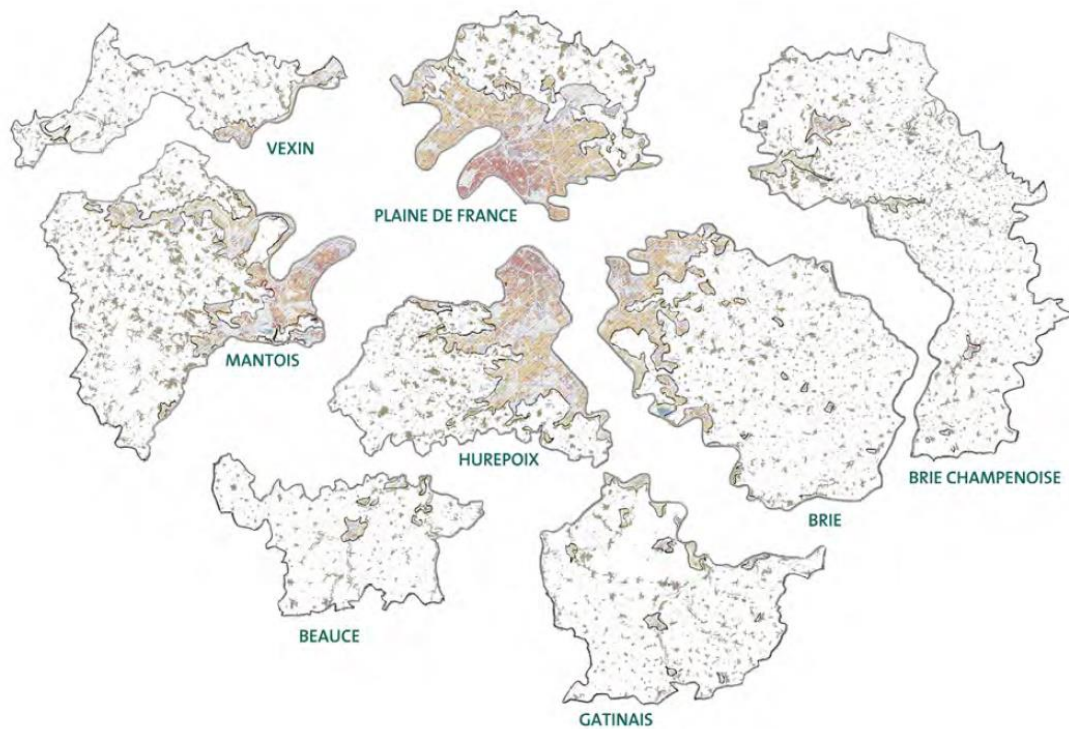 VEXIN
PLAINE DE FRANCE
MANTOIS
HUREPOIX
BRIE CHAMPENOISE
BRIE
BEAUCE
GATINAIS